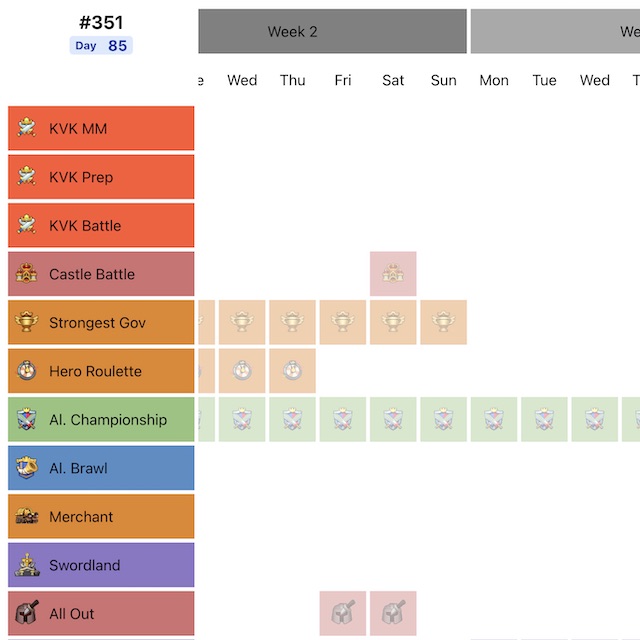 #351
Day 85
Week 2
We
e Wed Thu Fri Sat Sun Mon Tue Wed T
KVK MM
KVK Prep
KVK Battle
Castle Battle
Strongest Gov
Hero Roulette
Al. Championship
Al. Brawl
Merchant
Swordland
All Out